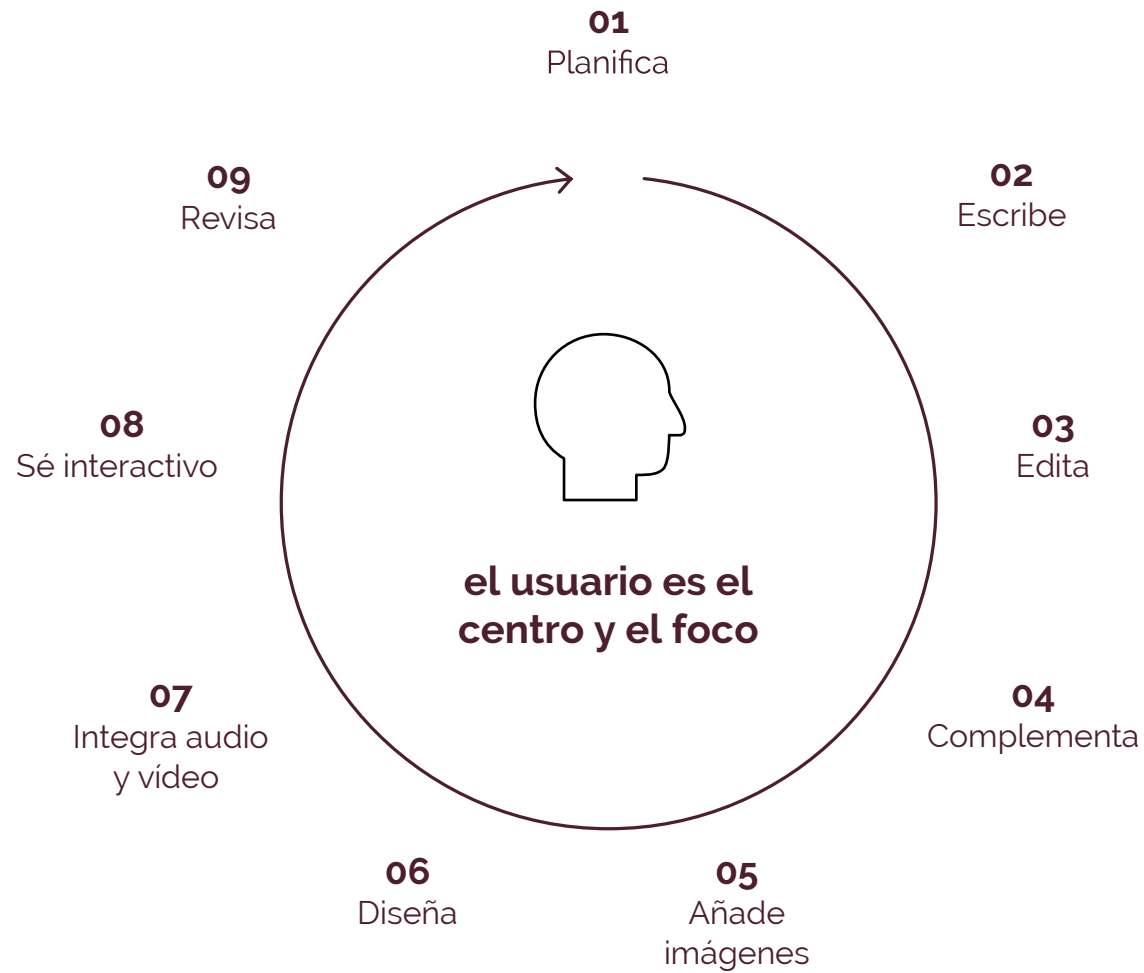 01
Planifica
02
Escribe
03
Edita
04
Complementa
05
Añade
imágenes
06
Diseña
07
Integra audio
y vídeo
08
Sé interactivo
09
Revisa
el usuario es el
centro y el foco